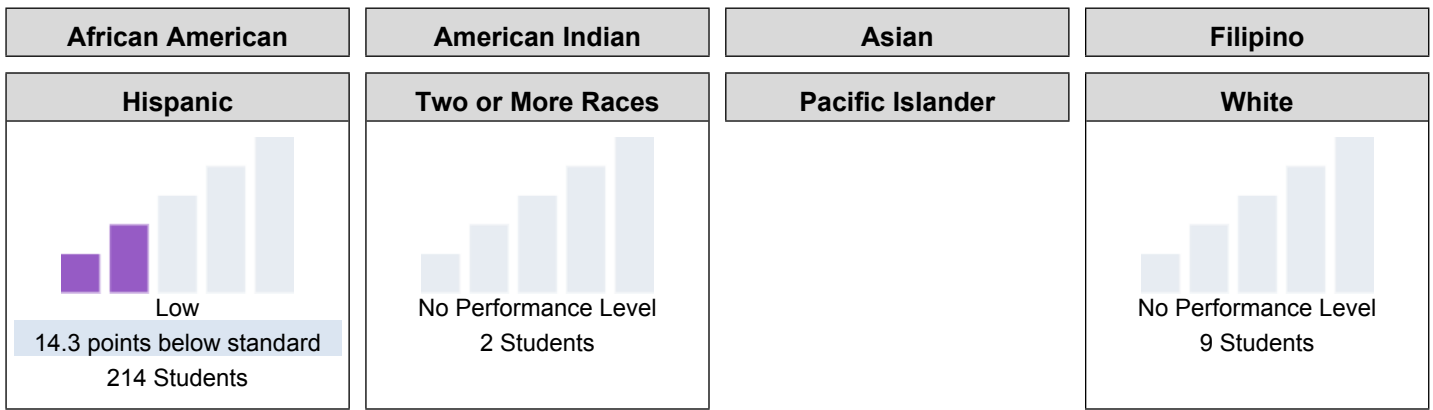 African American
American Indian
Asian
Filipino
Hispanic
Two or More Races
Pacific Islander
White
Low
14.3 points below standard
214 Students
No Performance Level
2 Students
No Performance Level
9 Students